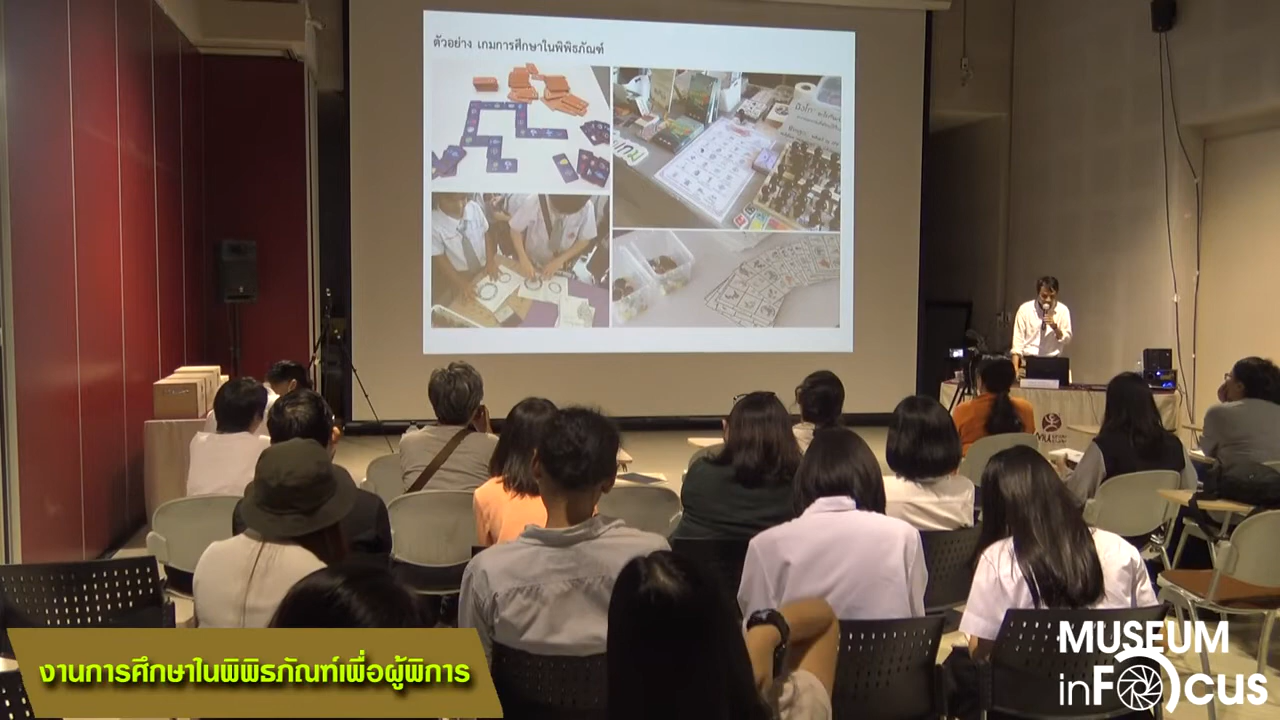 ตัวอย่าง เกมการศึกษาในพิพิธภัณฑ์
งานการศึกษาในพิพิธภัณฑ์เพื่อผู้พิการ
MUSEUM
inFOcus